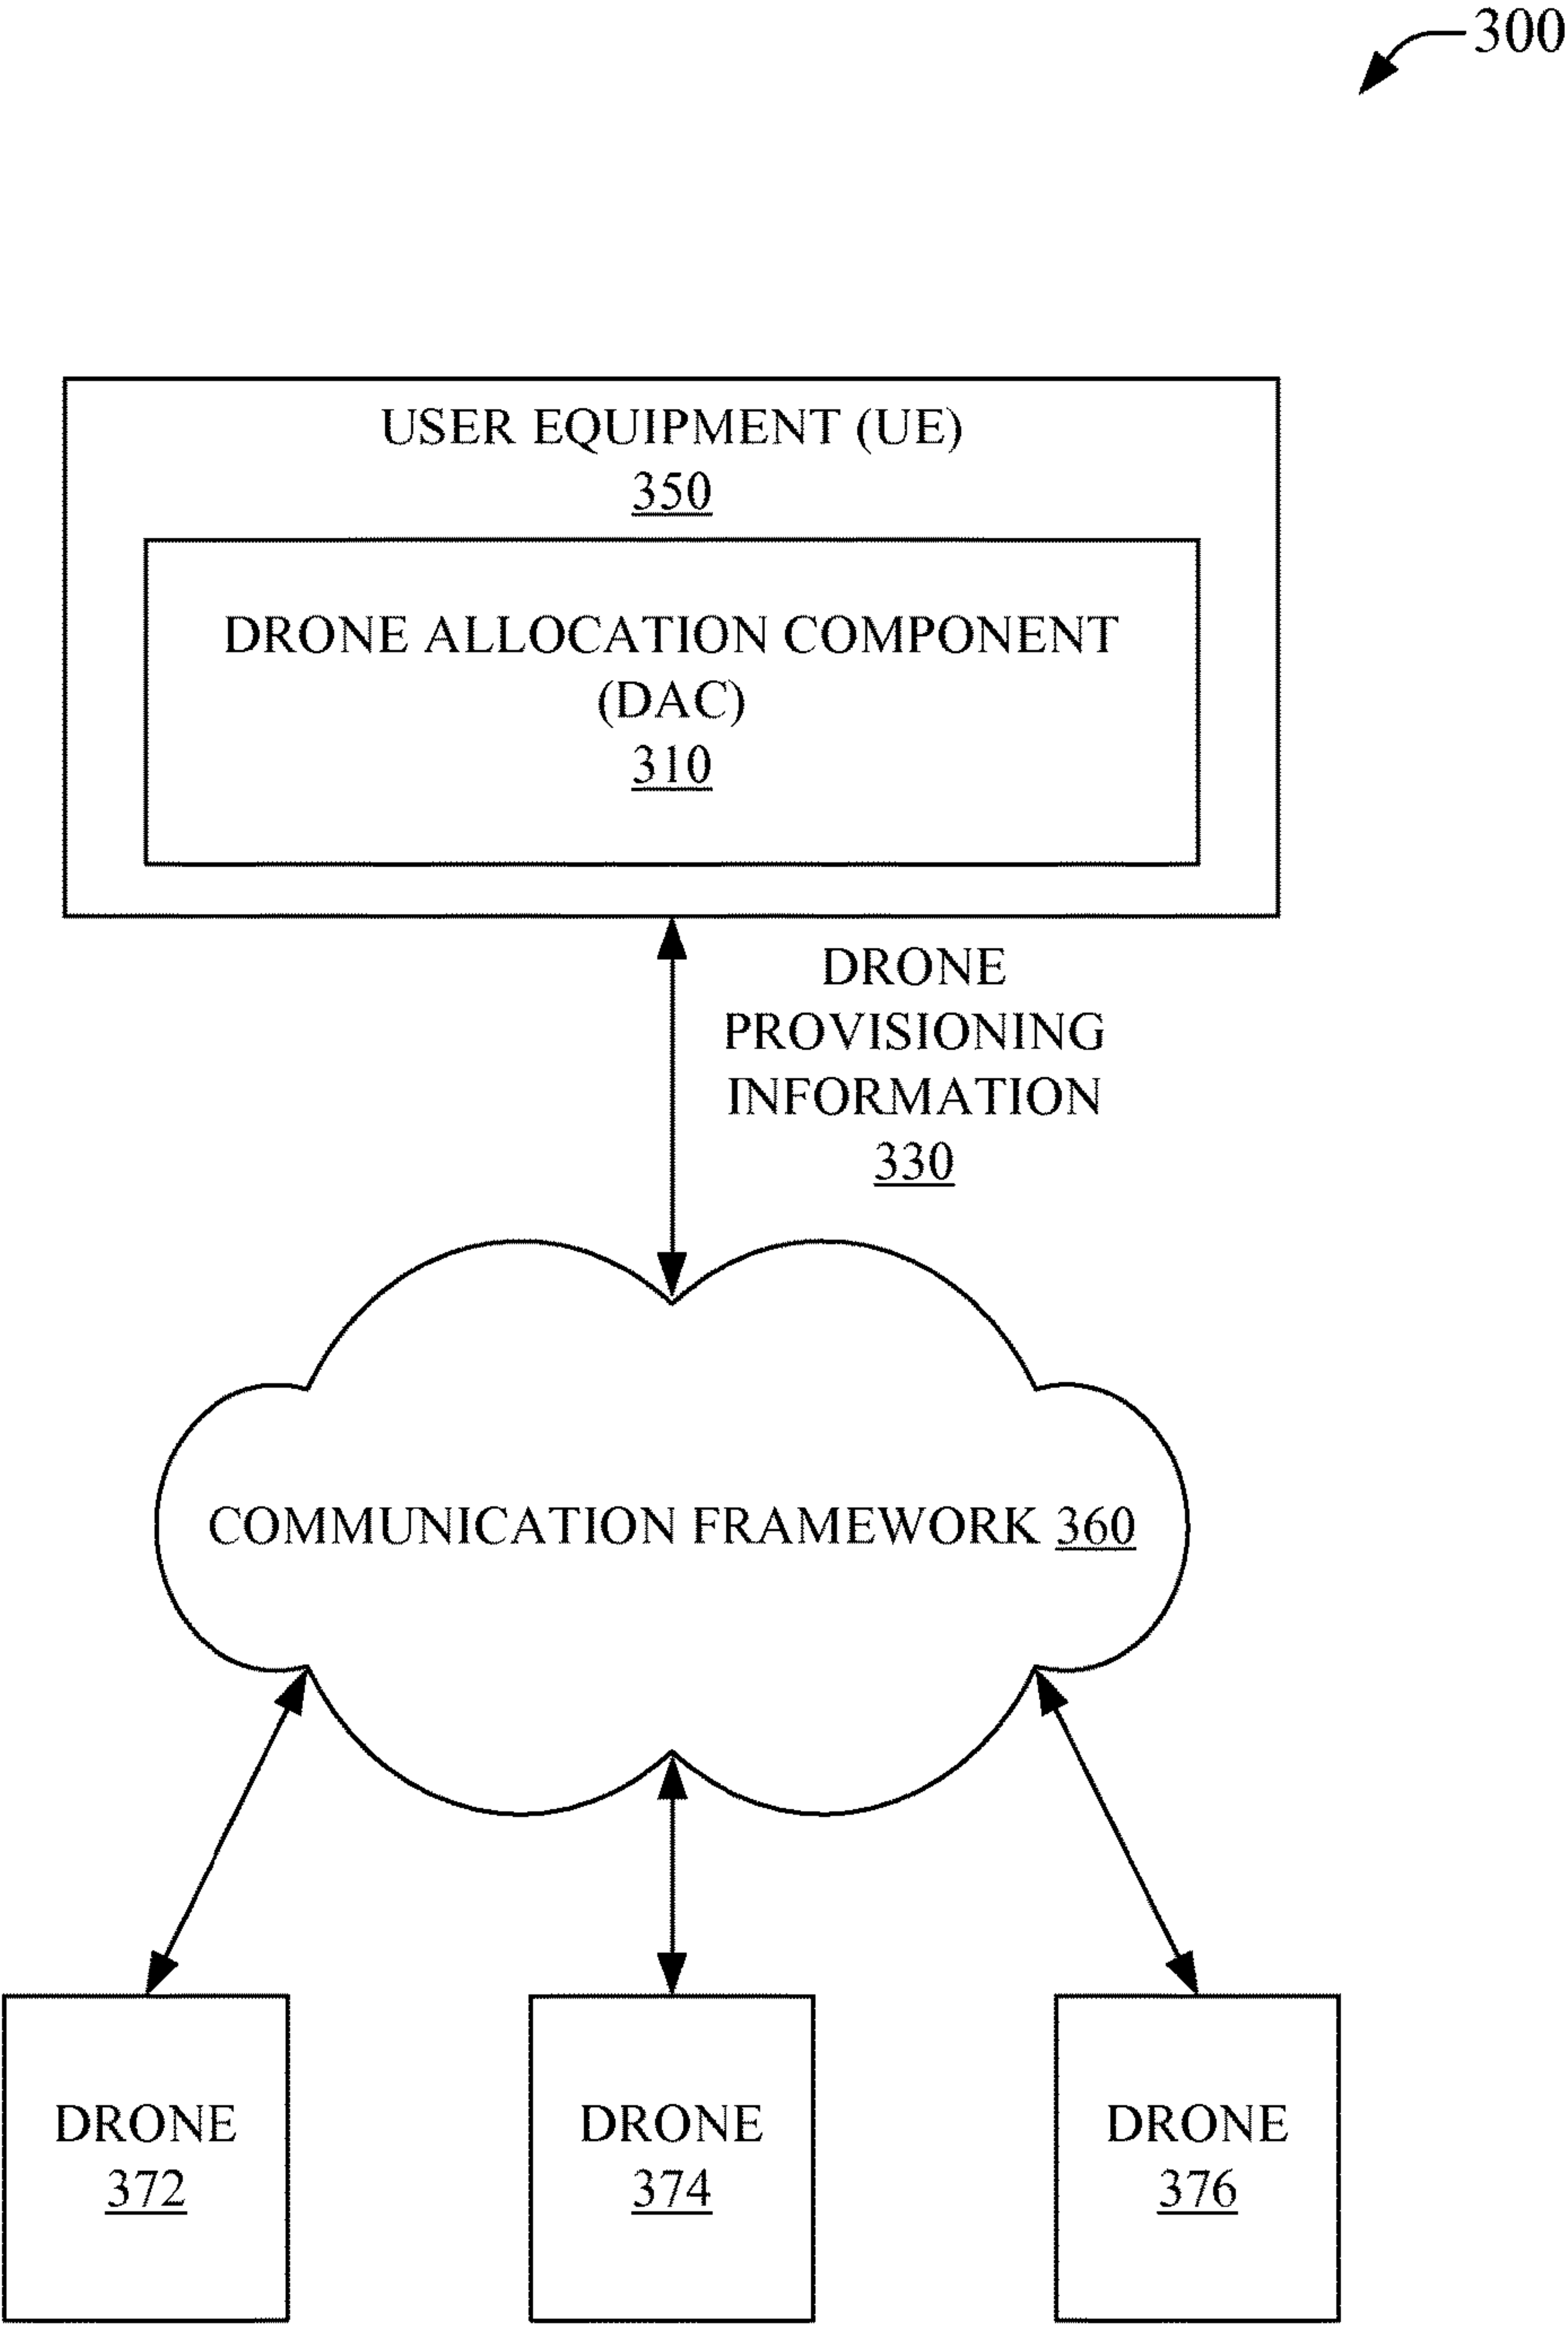 300
USER EQUIPMENT (UE)
350
DRONE ALLOCATION COMPONENT
(DAC)
310
DRONE
PROVISIONING
INFORMATION
330
COMMUNICATION FRAMEWORK 360
DRONE
372
DRONE
374
DRONE
376